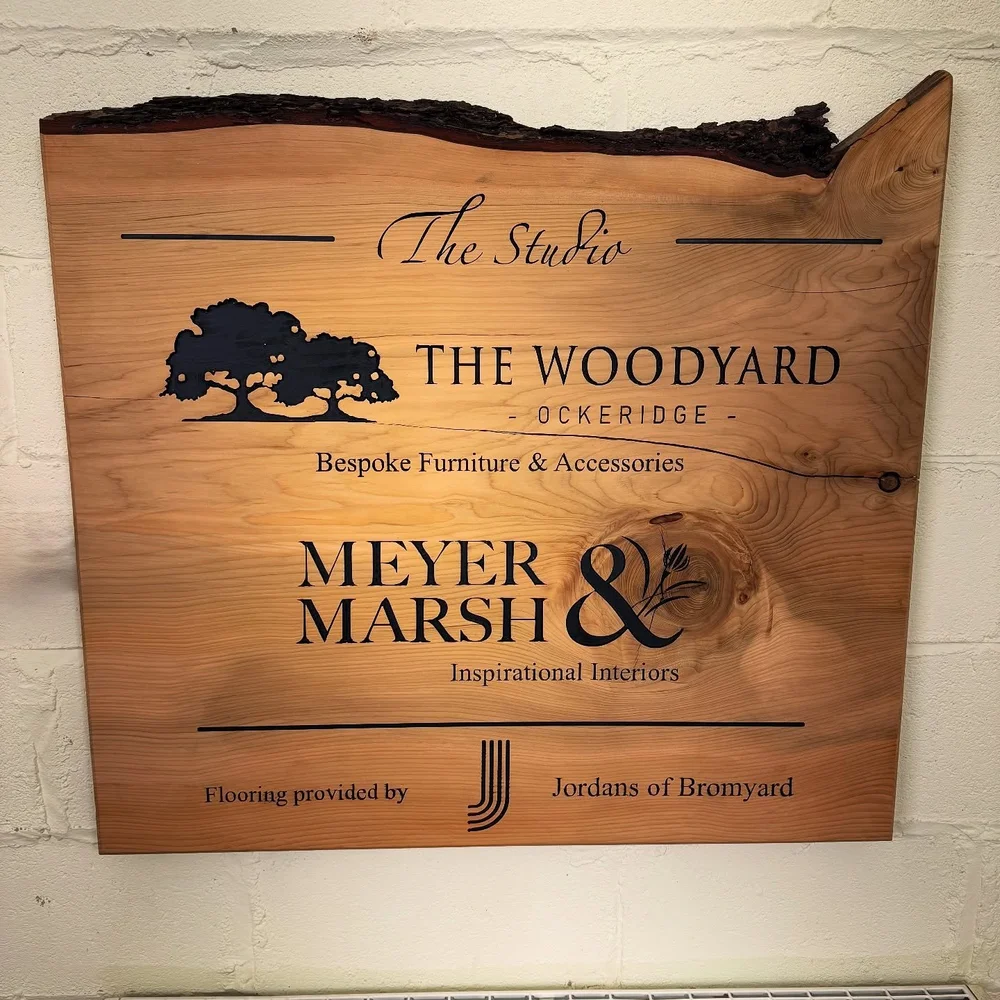 The Studio
THE WOODYARD
- OCKERIDGE -
Bespoke Furniture & Accessories
MEYER
MARSH &
Inspirational Interiors
Flooring provided by J Jordans of Bromyard